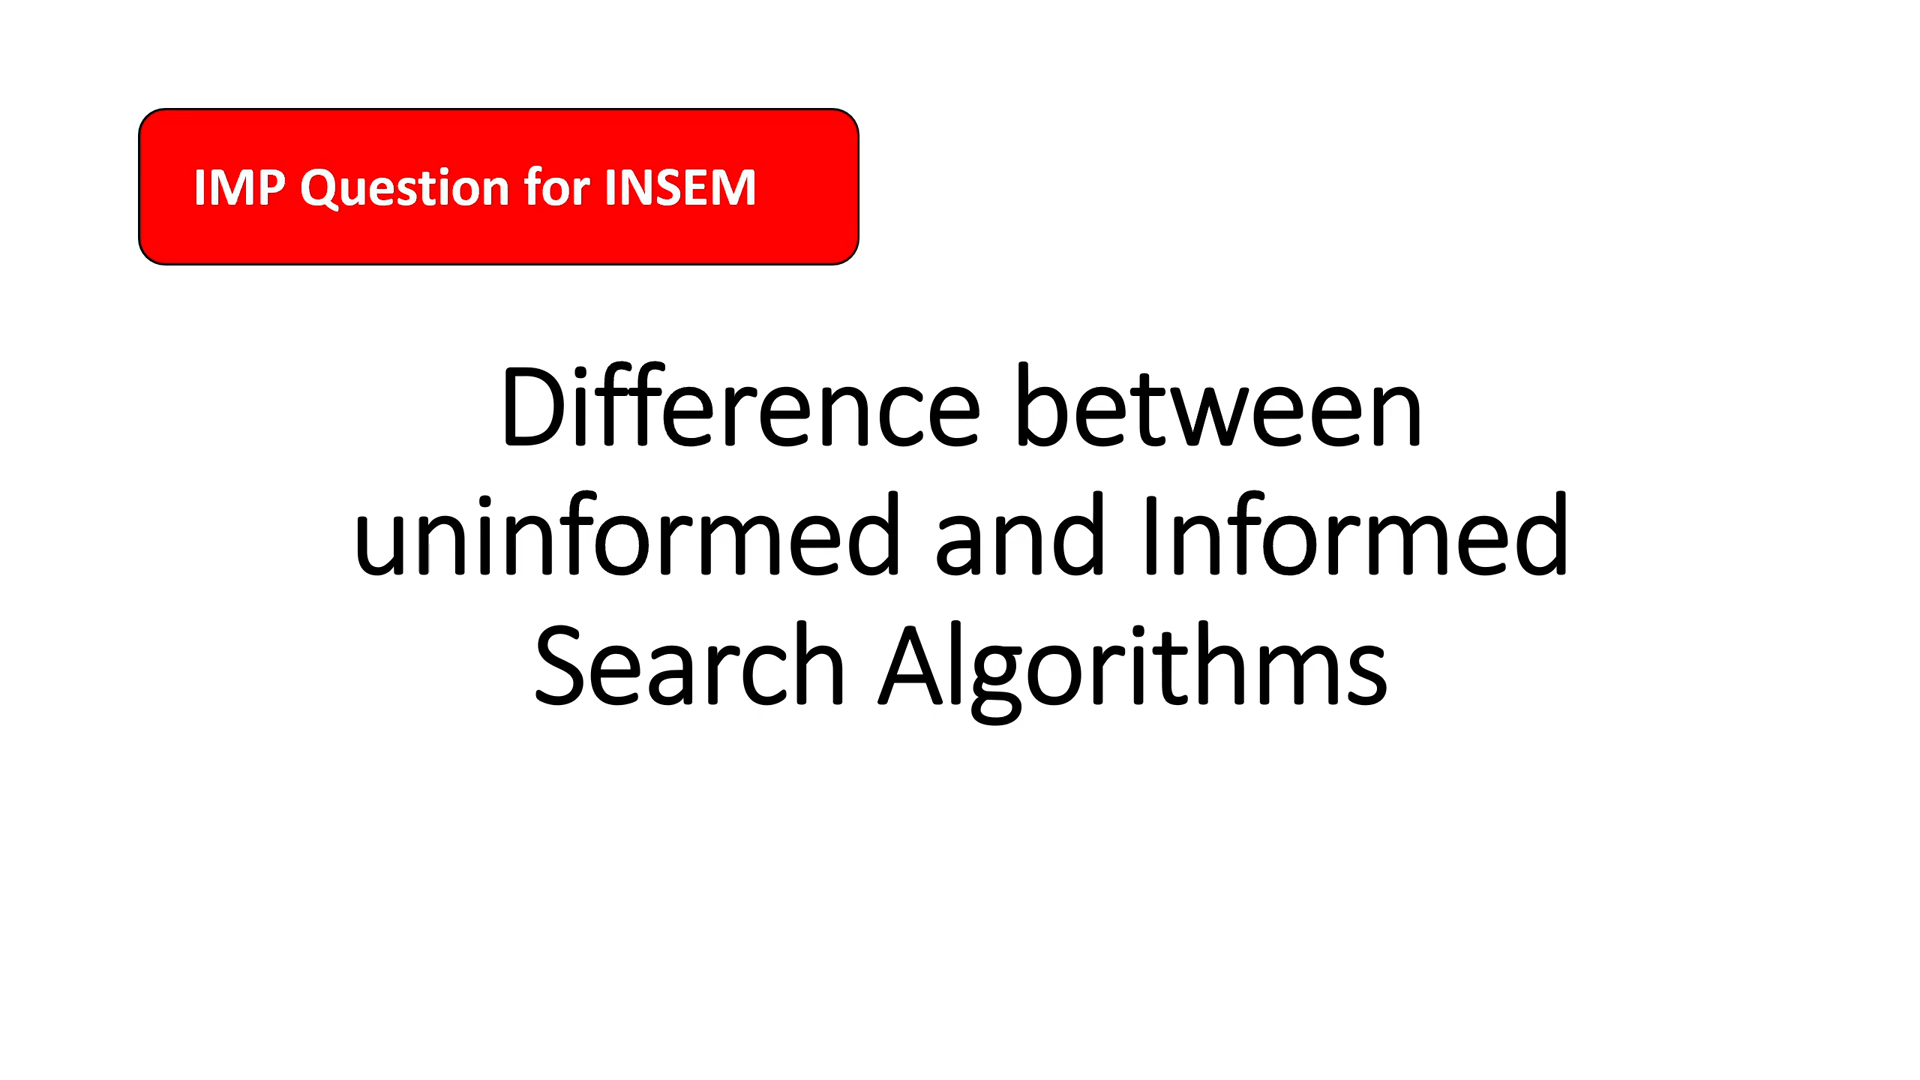 IMP Question for INSEM
Difference between
uninformed and Informed
Search Algorithms